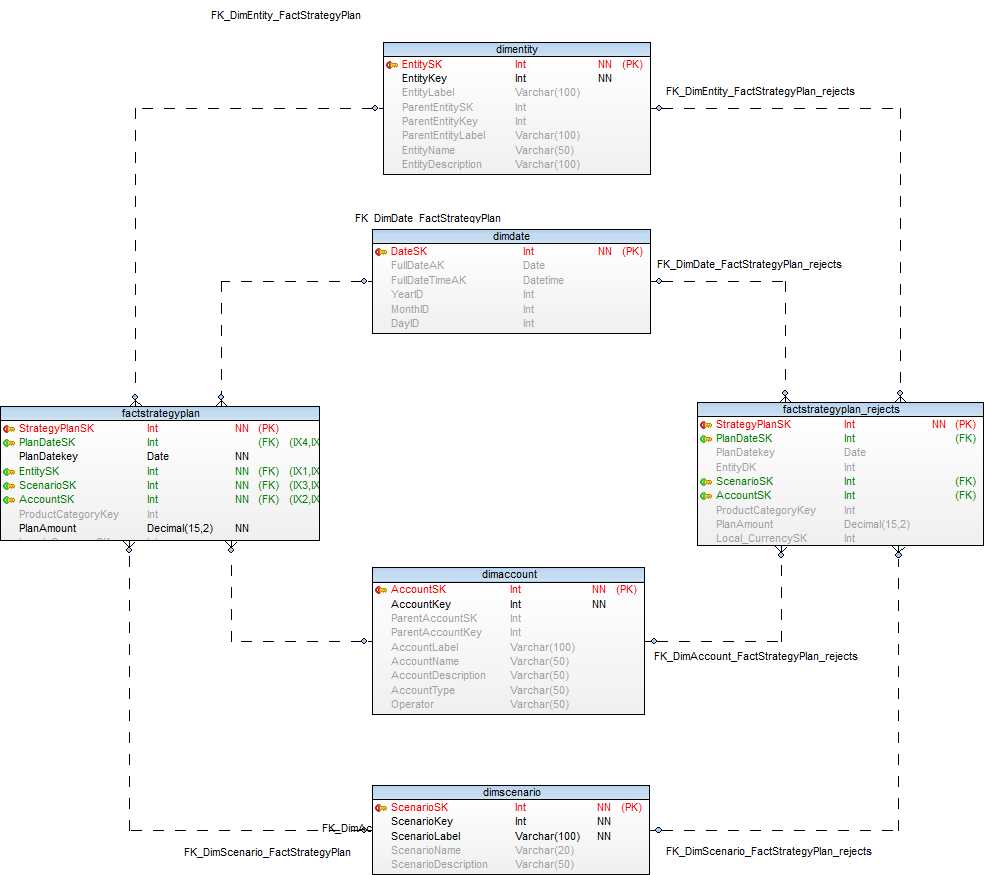 FK_DimEntity_FactStrategyPlan
dimentity
EntitySK Int NN (PK)
EntityKey Int NN
EntityLabel Varchar(100)
ParentEntitySK Int
ParentEntityKey Int
ParentEntityLabel Varchar(100)
EntityName Varchar(50)
EntityDescription Varchar(100)
FK_DimEntity_FactStrategyPlan_rejects
FK_DimDate_FactStrategyPlan
dimdate
DateSK Int NN (PK)
FullDateAK Date
FullDateTimeAK Datetime
YearID Int
MonthID Int
DayID Int
FK_DimDate_FactStrategyPlan_rejects
factstrategyplan
StrategyPlanSK Int NN (PK)
PlanDateSK Int (FK) (IX4,IX
PlanDatekey Date NN
EntitySK Int NN (FK) (IX1,IX
ScenarioSK Int NN (FK) (IX3,IX
AccountSK Int NN (FK) (IX2,IX
ProductCategoryKey Int
PlanAmount Decimal(15,2) NN
factstrategyplan_rejects
StrategyPlanSK Int NN (PK)
PlanDateSK Int (FK)
PlanDatekey Date
EntityDK Int
ScenarioSK Int (FK)
AccountSK Int (FK)
ProductCategoryKey Int
PlanAmount Decimal(15,2)
Local_CurrencySK Int
dimaccount
AccountSK Int NN (PK)
AccountKey Int NN
ParentAccountSK Int
ParentAccountKey Int
AccountLabel Varchar(100)
AccountName Varchar(50)
AccountDescription Varchar(50)
AccountType Varchar(50)
Operator Varchar(50)
FK_DimAccount_FactStrategyPlan_rejects
dimscenario
ScenarioSK Int NN (PK)
ScenarioKey Int NN
ScenarioLabel Varchar(100) NN
ScenarioName Varchar(20)
ScenarioDescription Varchar(50)
FK_DimAc
FK_DimScenario_FactStrategyPlan
FK_DimScenario_FactStrategyPlan_rejects